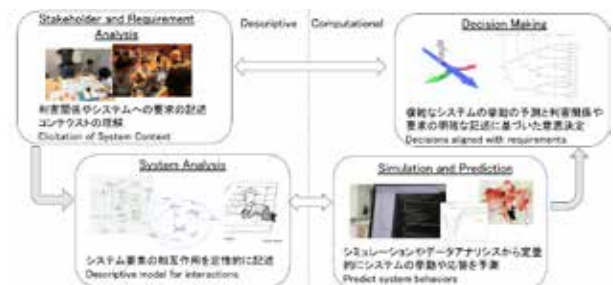 Stakeholder and Requirement
Analysis
利害関係やシステムへの要求の記述
コンテクストの理解
Elicitation of System Context
Descriptive
Computational
Decision Making
複雑なシステムの挙動の予測と利害関係や
要求の明確な記述に基づいた意思決定
Decisions aligned with requirements
System Analysis
システム要素の相互作用を定性的に記述
Descriptive model for interactions
Simulation and Prediction
シミュレーションやデータアナリシスから定量
的にシステムの挙動や応答を予測
Predict system behaviors